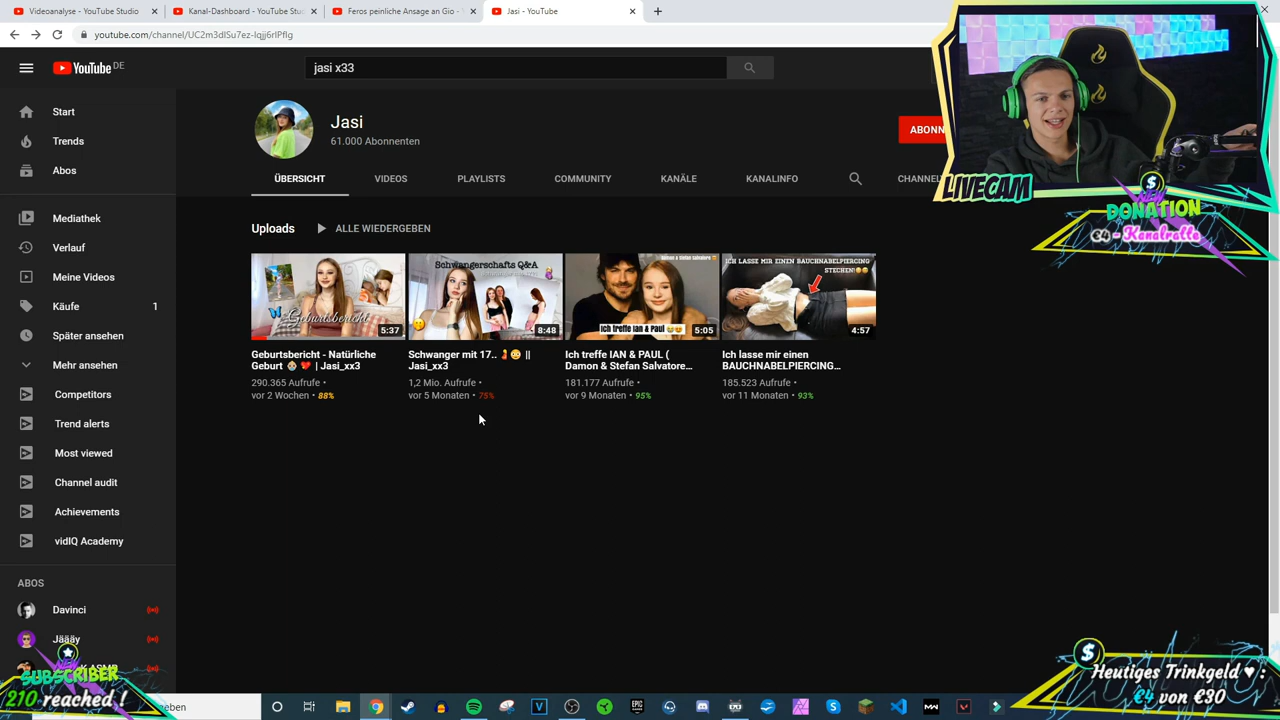 Videoanalyse - YouTube Studio
Kanal-Dashboard - YouTube Stu
Feros peinliche Ansage an Gio -
Jasi - YouTube
YouTube DE
jasi x33
Start
Trends
Abos
Mediathek
Verlauf
Meine Videos
Käufe 1
Später ansehen
Mehr ansehen
Competitors
Trend alerts
Most viewed
Channel audit
Achievements
vidIQ Academy
ABOS
Davinci
Jäääy
Jasi
61.000 Abonnenten
ABONN
ÜBERSICHT
VIDEOS
PLAYLISTS
COMMUNITY
KANÄLE
KANALINFO
CHANNEL
Uploads
ALLE WIEDERGEBEN
Geburtsbericht
5:37
Schwangerschafts Q&A
8:48
Ich treffe Ian & Paul
5:05
ICH LASSE MIR EINEN BAUCHNABELPIERCING
STECHEN!
4:57
Geburtsbericht - Natürliche
Geburt 👶🏼 ❤️ | Jasi_xx3
290.365 Aufrufe •
vor 2 Wochen • 88%
Schwanger mit 17.. 🤰😳 ||
Jasi_xx3
1,2 Mio. Aufrufe •
vor 5 Monaten • 75%
Ich treffe IAN & PAUL (
Damon & Stefan Salvatore...
181.177 Aufrufe •
vor 9 Monaten • 95%
Ich lasse mir einen
BAUCHNABELPIERCING...
185.523 Aufrufe •
vor 11 Monaten • 93%
LIVECAM
NEW
DONATION
€4 - Kanalratte
NEW
SUBSCRIBER
210 reached !
eben
Heutiges Trinkgeld ♥ :
€4 von €30